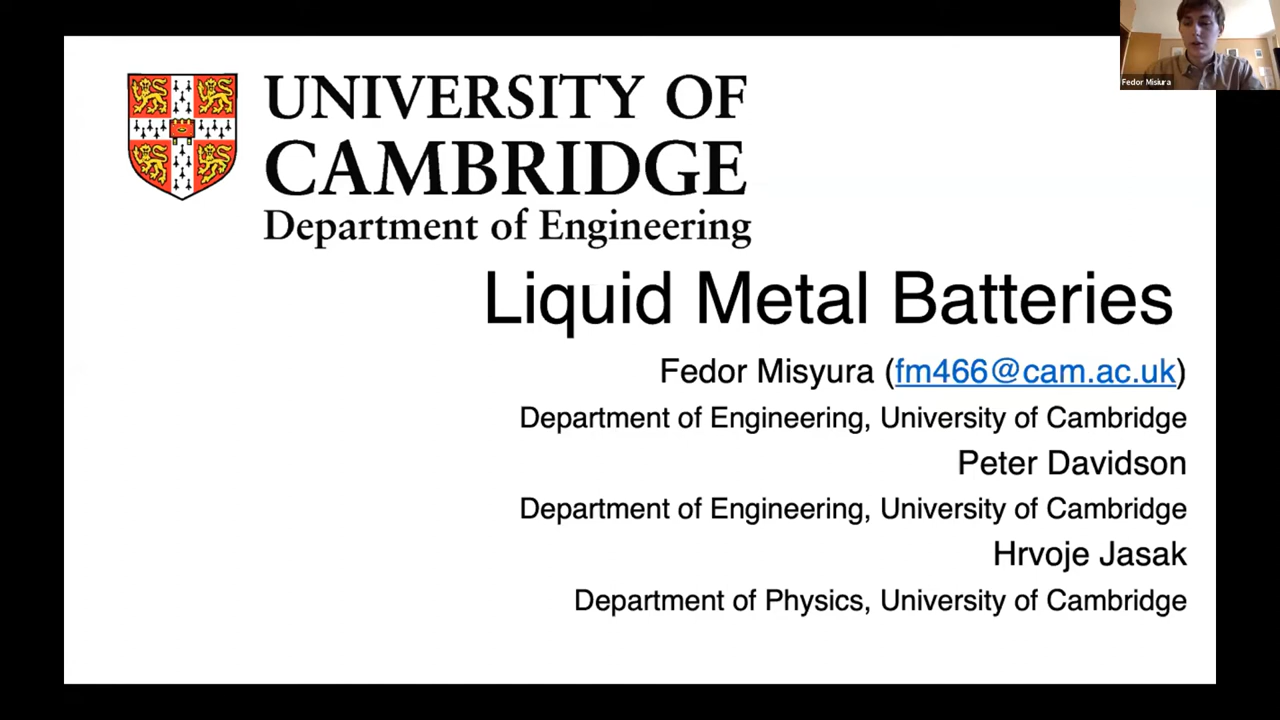 UNIVERSITY OF
CAMBRIDGE
Department of Engineering
Liquid Metal Batteries
Fedor Misyura (fm466@cam.ac.uk)
Department of Engineering, University of Cambridge
Peter Davidson
Department of Engineering, University of Cambridge
Hrvoje Jasak
Department of Physics, University of Cambridge
Fedor Misiura